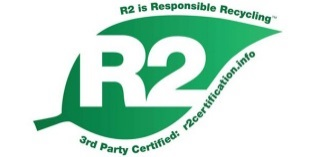 R2 is Responsible Recycling™
R2
3rd Party Certified: r2certification.info